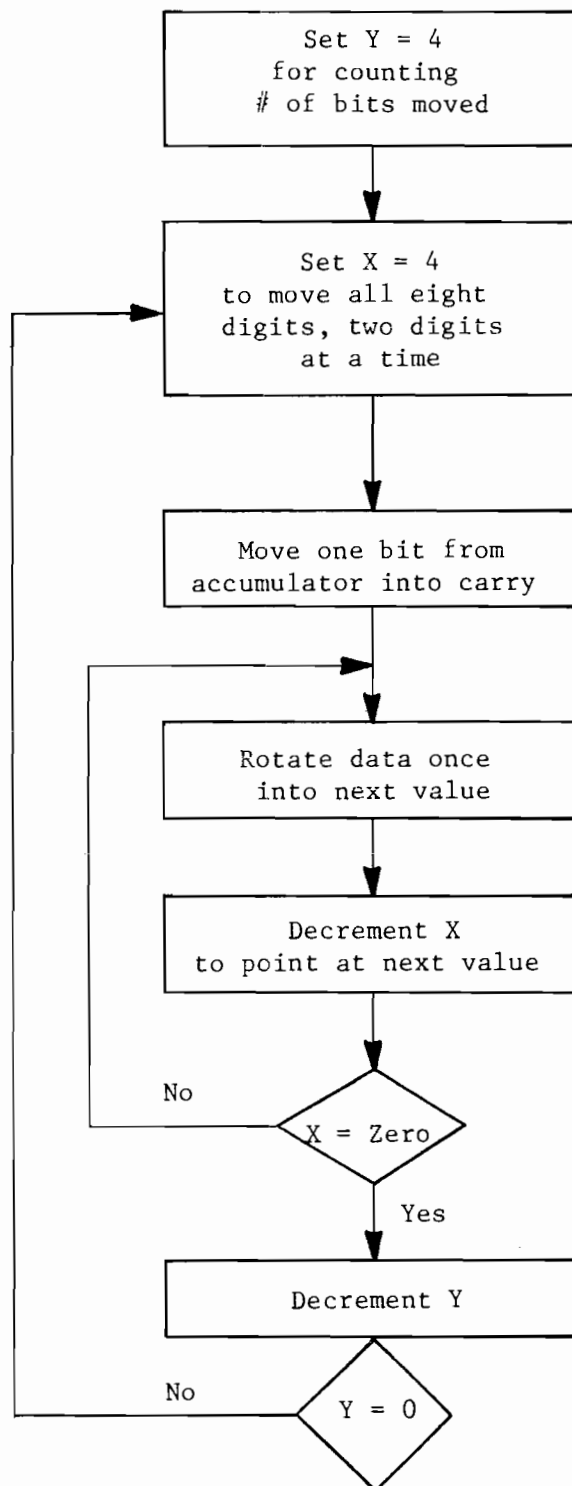 Set Y = 4
for counting
# of bits moved
Set X = 4
to move all eight
digits, two digits
at a time
Move one bit from
accumulator into carry
Rotate data once
into next value
Decrement X
to point at next value
No
X = Zero
Yes
Decrement Y
No
Y = 0